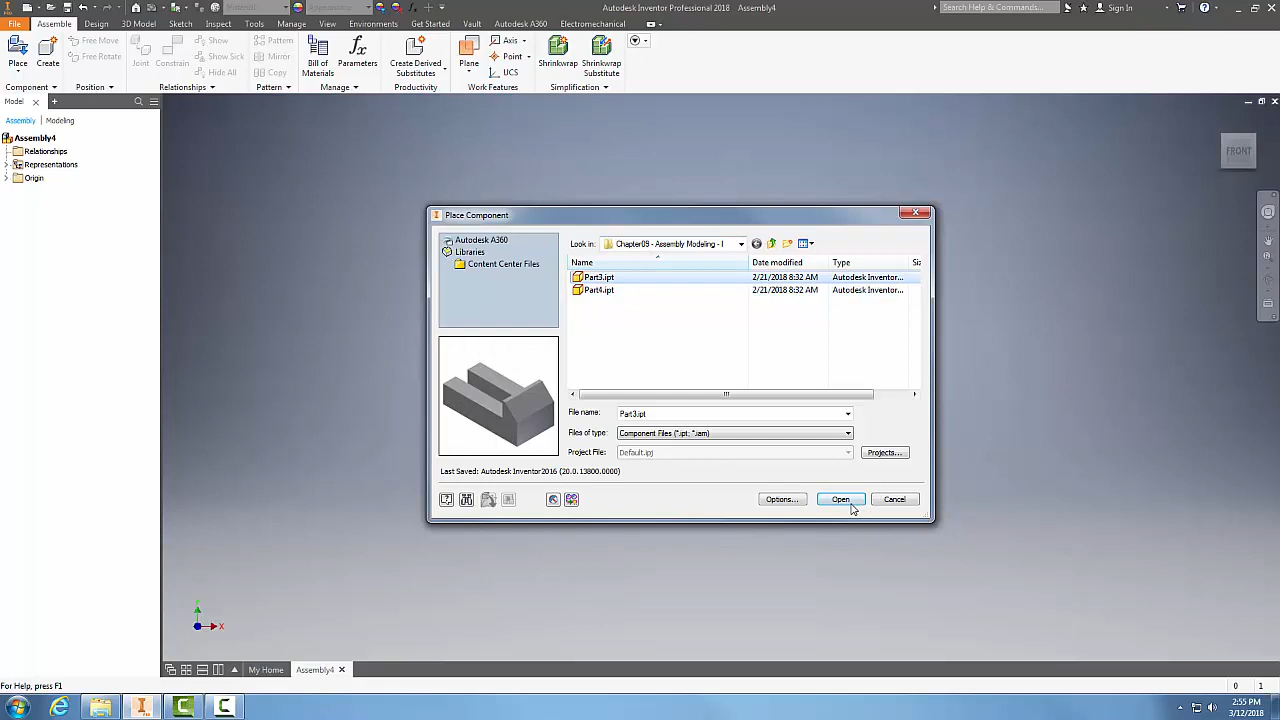 Autodesk Inventor Professional 2018 Assembly4
Search Help & Commands...
Sign In
File Assemble Design 3D Model Sketch Inspect Tools Manage View Environments Get Started Vault Autodesk A360 Electromechanical
Place
Create
Free Move
Free Rotate
Joint
Constrain
Show
Show Sick
Hide All
Pattern
Mirror
Copy
Bill of
Materials
Parameters
Create Derived
Substitutes
Plane
Axis
Point
UCS
Shrinkwrap
Shrinkwrap
Substitute
Component Position Relationships Pattern Manage Productivity Work Features Simplification
Model
Assembly Modeling
Assembly4
Relationships
Representations
Origin
FRONT
Place Component
Autodesk A360
Libraries
Content Center Files
Look in: Chapter09 - Assembly Modeling - I
Name Date modified Type Siz
Part3.ipt 2/21/2018 8:32 AM Autodesk Inventor...
Part4.ipt 2/21/2018 8:32 AM Autodesk Inventor...
File name: Part3.ipt
Files of type: Component Files (*.ipt; *.iam)
Project File: Default.ipj Projects...
Last Saved: Autodesk Inventor2016 (20.0.13800.0000)
Options... Open Cancel
Y
X
My Home Assembly4
For Help, press F1
0 1
2:55 PM
3/12/2018